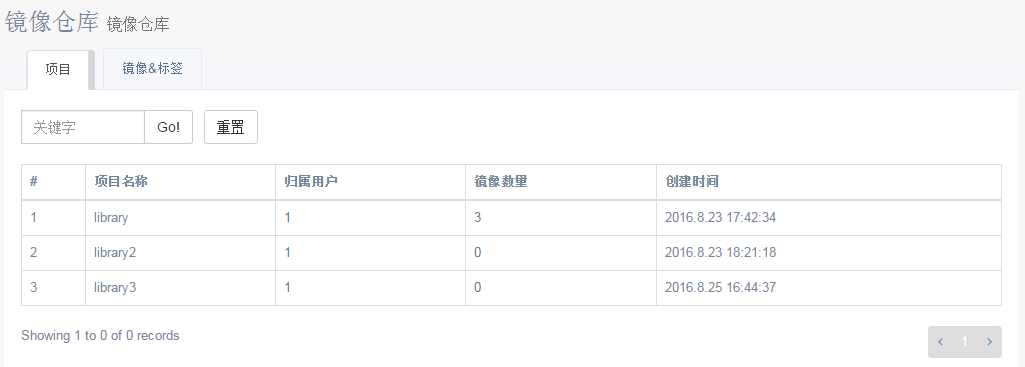 镜像仓库 镜像仓库
项目 镜像&标签
关键字 Go! 重置
# 项目名称 归属用户 镜像数量 创建时间
1 library 1 3 2016.8.23 17:42:34
2 library2 1 0 2016.8.23 18:21:18
3 library3 1 0 2016.8.25 16:44:37
Showing 1 to 0 of 0 records ‹ 1 ›